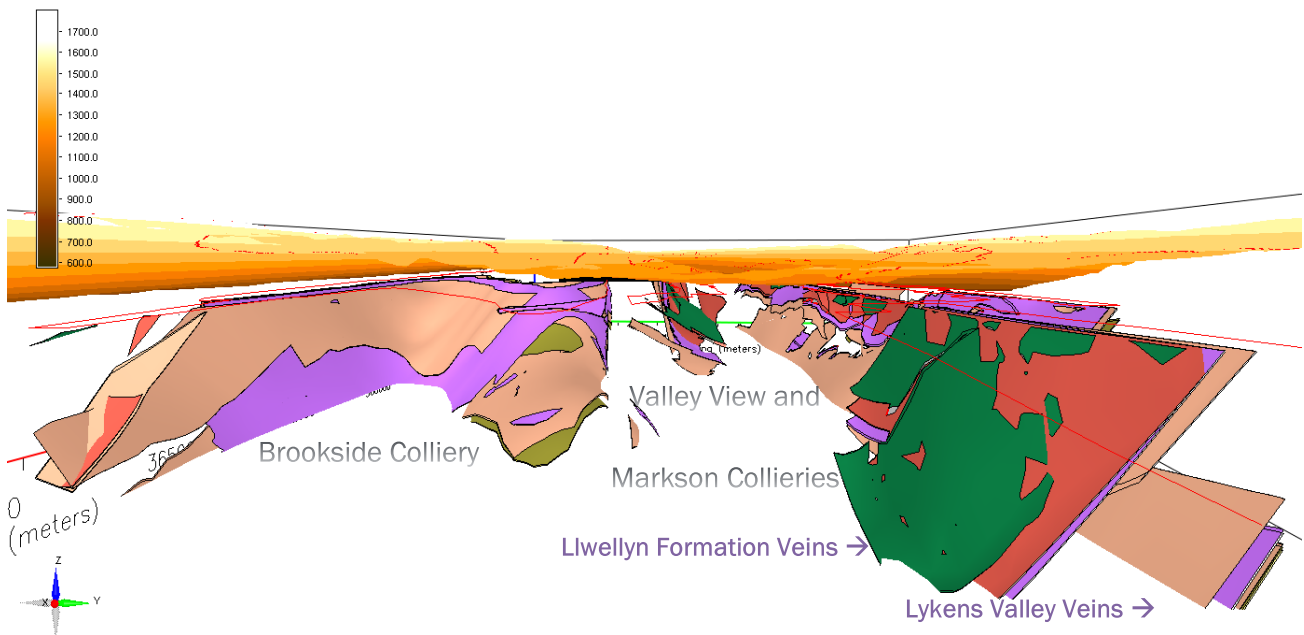 1700.0
1600.0
1500.0
1400.0
1300.0
1200.0
1100.0
1000.0
900.0
800.0
700.0
600.0
(meters)
Valley View and
Brookside Colliery
Markson Collieries
0
(meters)
Llwellyn Formation Veins →
Lykens Valley Veins →
Z
X
Y